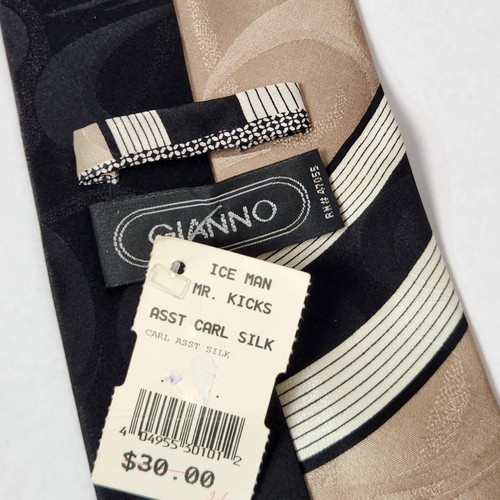 GIANNO
RN# 47055
ICE MAN
MR. KICKS
ASST CARL SILK
CARL ASST SILK
4 04955 30101 2
$30.00